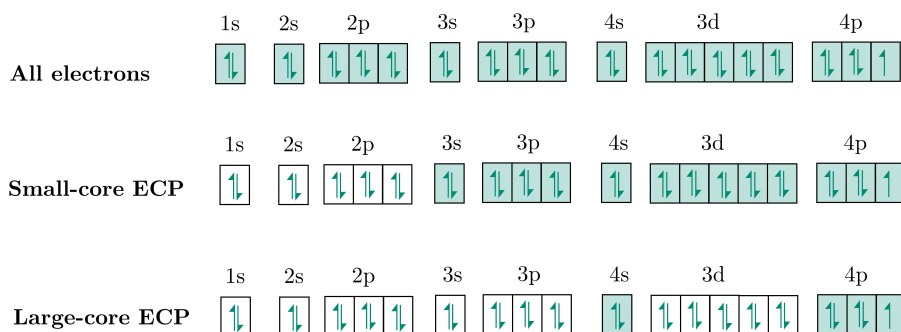 1s 2s 2p 3s 3p 4s 3d 4p
All electrons
1s 2s 2p 3s 3p 4s 3d 4p
Small-core ECP
1s 2s 2p 3s 3p 4s 3d 4p
Large-core ECP